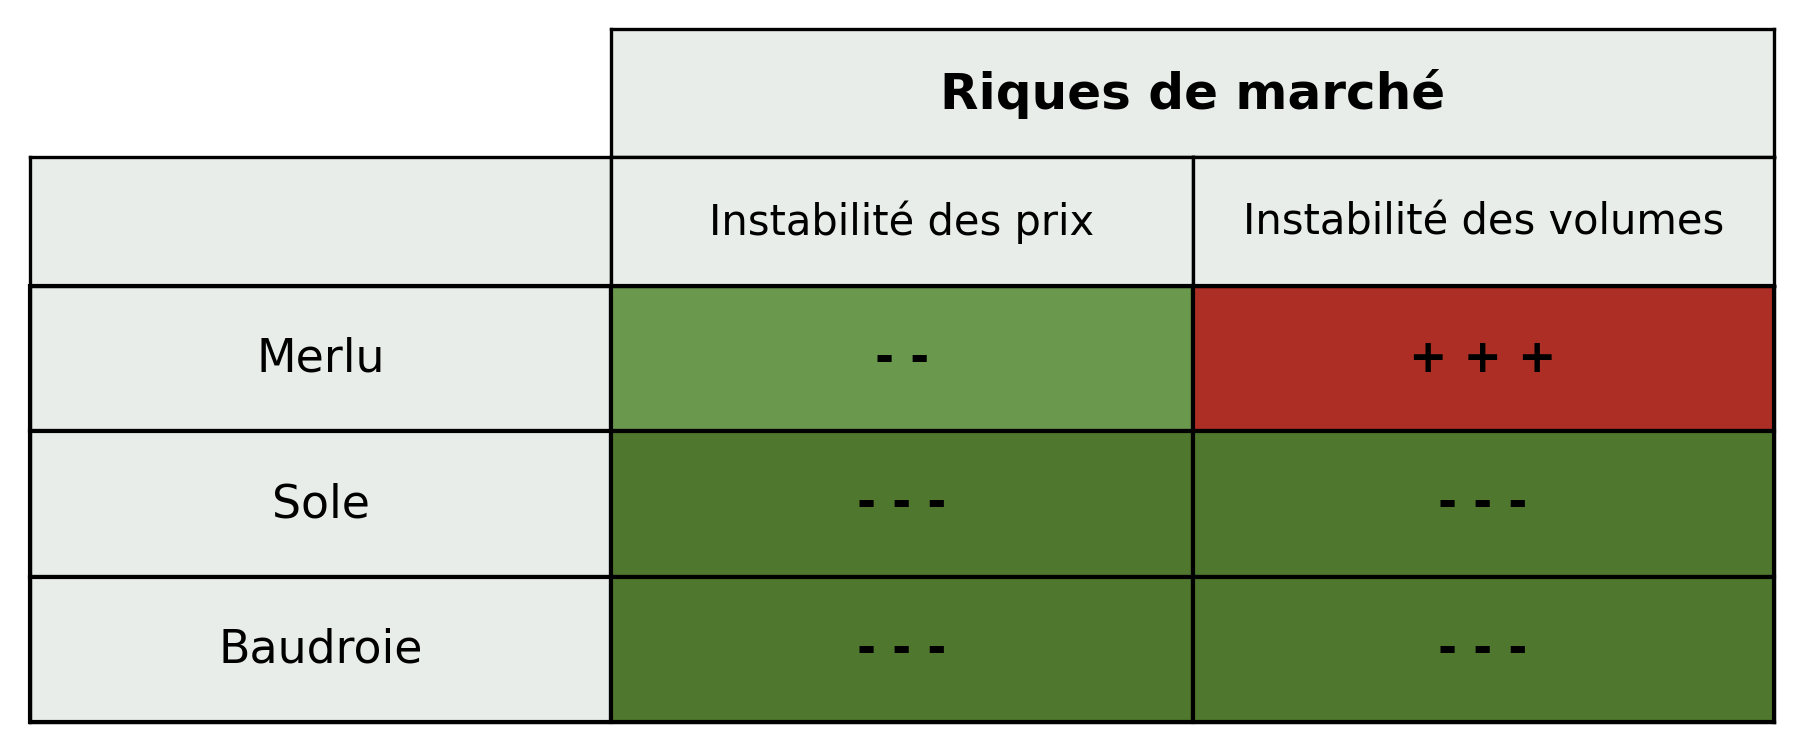 Riques de marché
Instabilité des prix Instabilité des volumes
Merlu - - + + +
Sole - - - - - -
Baudroie - - - - - -